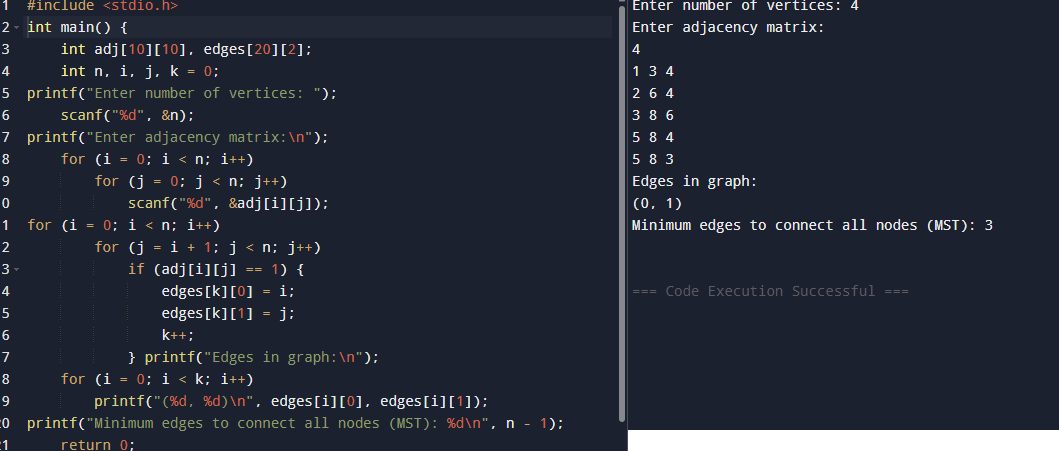 1 #include <stdio.h>
2 int main() {
3 int adj[10][10], edges[20][2];
4 int n, i, j, k = 0;
5 printf("Enter number of vertices: ");
6 scanf("%d", &n);
7 printf("Enter adjacency matrix:\n");
8 for (i = 0; i < n; i++)
9 for (j = 0; j < n; j++)
0 scanf("%d", &adj[i][j]);
1 for (i = 0; i < n; i++)
2 for (j = i + 1; j < n; j++)
3 if (adj[i][j] == 1) {
4 edges[k][0] = i;
5 edges[k][1] = j;
6 k++;
7 } printf("Edges in graph:\n");
8 for (i = 0; i < k; i++)
9 printf("(%d, %d)\n", edges[i][0], edges[i][1]);
20 printf("Minimum edges to connect all nodes (MST): %d\n", n - 1);
21 return 0;
Enter number of vertices: 4
Enter adjacency matrix:
4
1 3 4
2 6 4
3 8 6
5 8 4
5 8 3
Edges in graph:
(0, 1)
Minimum edges to connect all nodes (MST): 3
=== Code Execution Successful ===